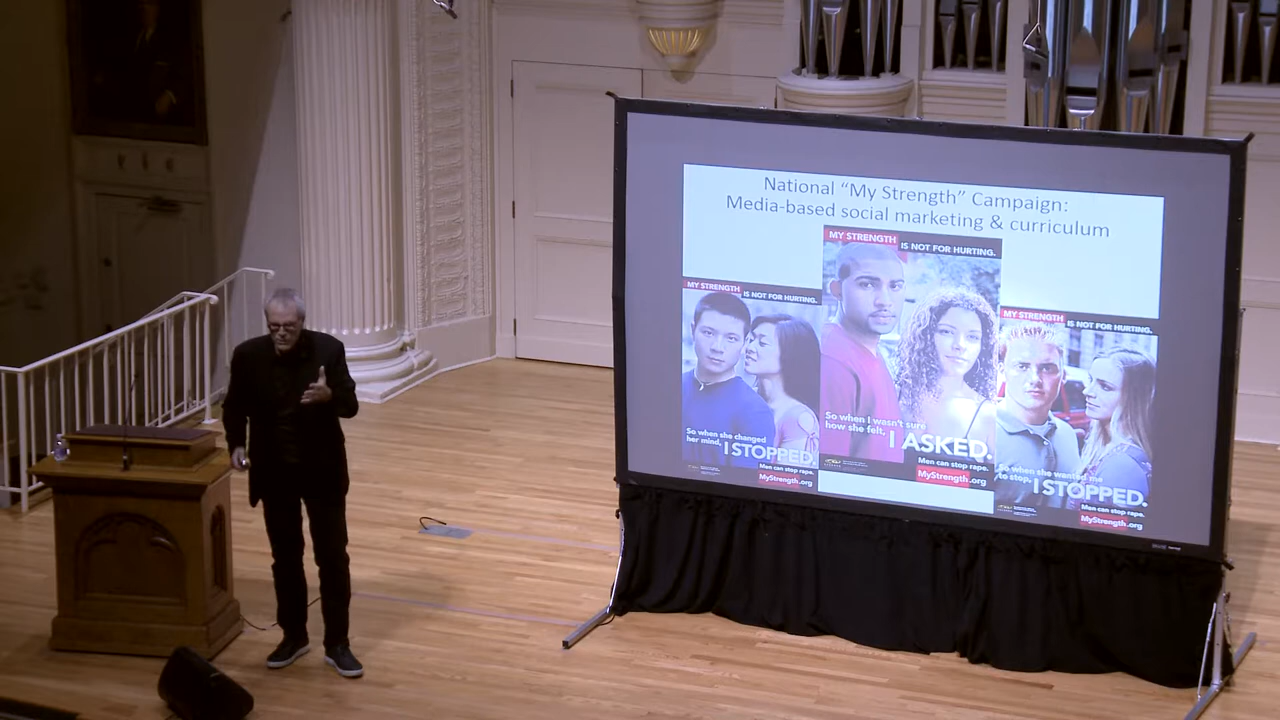 National “My Strength” Campaign:
Media-based social marketing & curriculum
MY STRENGTH IS NOT FOR HURTING.
So when she changed
her mind, I STOPPED.
Men can stop rape.
MyStrength.org
MY STRENGTH IS NOT FOR HURTING.
So when I wasn't sure
how she felt, I ASKED.
Men can stop rape.
MyStrength.org
MY STRENGTH IS NOT FOR HURTING.
So when she wanted me
to stop, I STOPPED.
Men can stop rape.
MyStrength.org